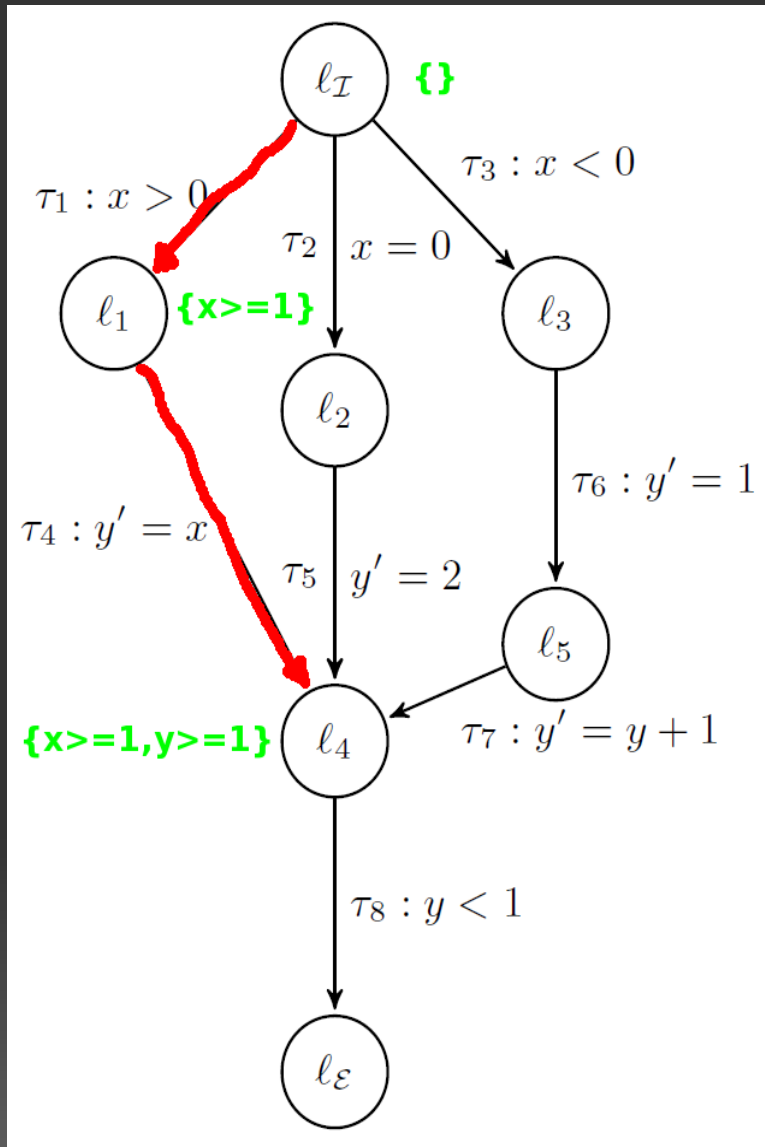 ℓ_I {}
τ₃ : x < 0
τ₁ : x > 0
τ₂ x = 0
ℓ₁ {x>=1}
ℓ₃
ℓ₂
τ₆ : y′ = 1
τ₄ : y′ = x
τ₅ y′ = 2
ℓ₅
{x>=1,y>=1} ℓ₄
τ₇ : y′ = y + 1
τ₈ : y < 1
ℓ_ε